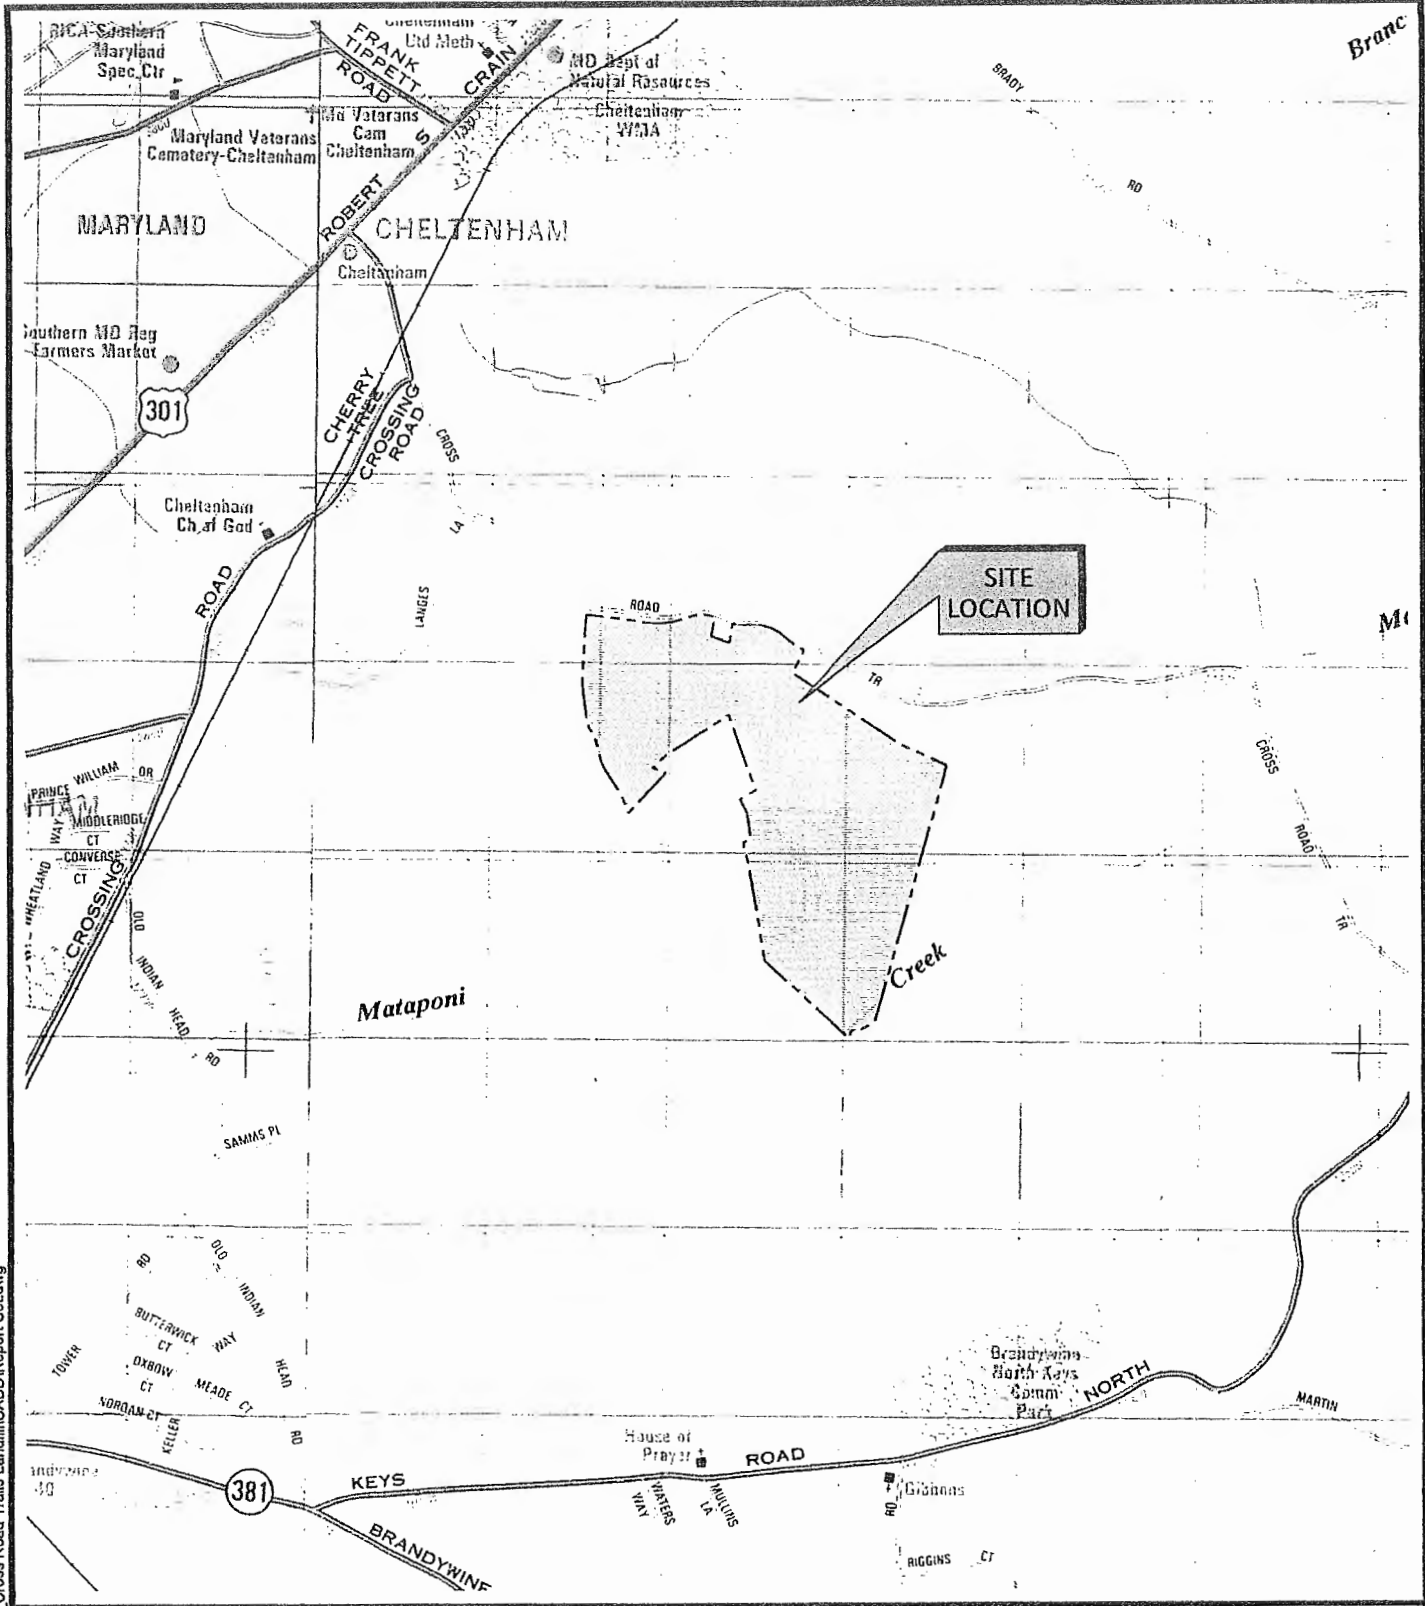 RICA-Southern
Maryland
Spec Ctr
FRANK
TIPPETT
ROAD
Cheltenham
Utd Meth
CRAIN
MD Dept of
Natural Resources
Cheltenham
WMA
Branc
BRADY
RD
Maryland Veterans
Cemetery-Cheltenham
Md Veterans
Cem
Cheltenham
S
ROBERT
MARYLAND
CHELTENHAM
Cheltenham
Southern MD Reg
Farmers Market
301
CHERRY
TREE
CROSSING
ROAD
CROSS
LA
Cheltenham
Ch of God
ROAD
LANGES
ROAD
SITE
LOCATION
TR
CROSS
ROAD
TR
PRINCE
WILLIAM
DR
MIDDLERIDGE
CT
WAY
CONVERSE
CT
CROSSING
OLD
INDIAN
HEAD
RD
Mataponi
Creek
SAMMS PL
RD
OLD
INDIAN
HEAD
RD
TOWER
BUTTERWICK
CT
WAY
OXBOW
CT
MEADE CT
KELLER
381
KEYS
House of
Prayer
ROAD
NORTH
Brandywine
North Keys
Comm
Park
MARTIN
WATERS
WAY
MULLINS
LA
Gibbons
RD
RIGGINS CT
BRANDYWINE